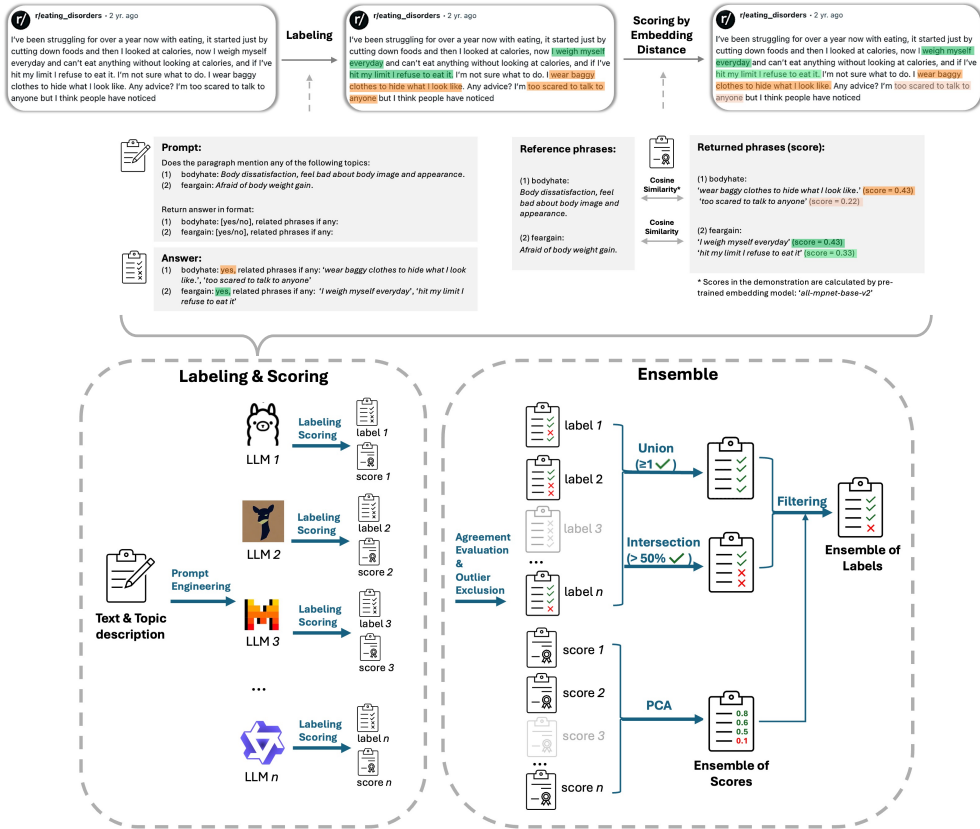 r/
r/eating_disorders • 2 yr. ago
I've been struggling for over a year now with eating, it started just by
cutting down foods and then I looked at calories, now I weigh myself
everyday and can't eat anything without looking at calories, and if I've
hit my limit I refuse to eat it. I'm not sure what to do. I wear baggy
clothes to hide what I look like. Any advice? I'm too scared to talk to
anyone but I think people have noticed
Labeling
r/
r/eating_disorders • 2 yr. ago
I've been struggling for over a year now with eating, it started just by
cutting down foods and then I looked at calories, now I weigh myself
everyday and can't eat anything without looking at calories, and if I've
hit my limit I refuse to eat it. I'm not sure what to do. I wear baggy
clothes to hide what I look like. Any advice? I'm too scared to talk to
anyone but I think people have noticed
Scoring by
Embedding
Distance
r/
r/eating_disorders • 2 yr. ago
I've been struggling for over a year now with eating, it started just by
cutting down foods and then I looked at calories, now I weigh myself
everyday and can't eat anything without looking at calories, and if I've
hit my limit I refuse to eat it. I'm not sure what to do. I wear baggy
clothes to hide what I look like. Any advice? I'm too scared to talk to
anyone but I think people have noticed
Prompt:
Does the paragraph mention any of the following topics:
(1) bodyhate: Body dissatisfaction, feel bad about body image and appearance.
(2) feargain: Afraid of body weight gain.
Return answer in format:
(1) bodyhate: [yes/no], related phrases if any:
(2) feargain: [yes/no], related phrases if any:
Answer:
(1) bodyhate: yes, related phrases if any: 'wear baggy clothes to hide what I look
like.', 'too scared to talk to anyone'
(2) feargain: yes, related phrases if any: 'I weigh myself everyday', 'hit my limit I
refuse to eat it'
Reference phrases:
(1) bodyhate:
Body dissatisfaction, feel
bad about body image and
appearance.
(2) feargain:
Afraid of body weight gain.
Cosine
Similarity*
Cosine
Similarity
Returned phrases (score):
(1) bodyhate:
'wear baggy clothes to hide what I look like.' (score = 0.43)
'too scared to talk to anyone' (score = 0.22)
(2) feargain:
'I weigh myself everyday' (score = 0.43)
'hit my limit I refuse to eat it' (score = 0.33)
* Scores in the demonstration are calculated by pre-
trained embedding model: 'all-mpnet-base-v2'
Labeling & Scoring
Text & Topic
description
Prompt
Engineering
LLM 1
Labeling
Scoring
label 1
score 1
LLM 2
Labeling
Scoring
label 2
score 2
LLM 3
Labeling
Scoring
label 3
score 3
...
LLM n
Labeling
Scoring
label n
score n
Ensemble
Agreement
Evaluation
&
Outlier
Exclusion
label 1
label 2
label 3
...
label n
Union
(≥1 ✓)
Intersection
(> 50% ✓)
Filtering
Ensemble of
Labels
score 1
score 2
score 3
...
score n
PCA
0.8
0.6
0.5
0.1
Ensemble of
Scores